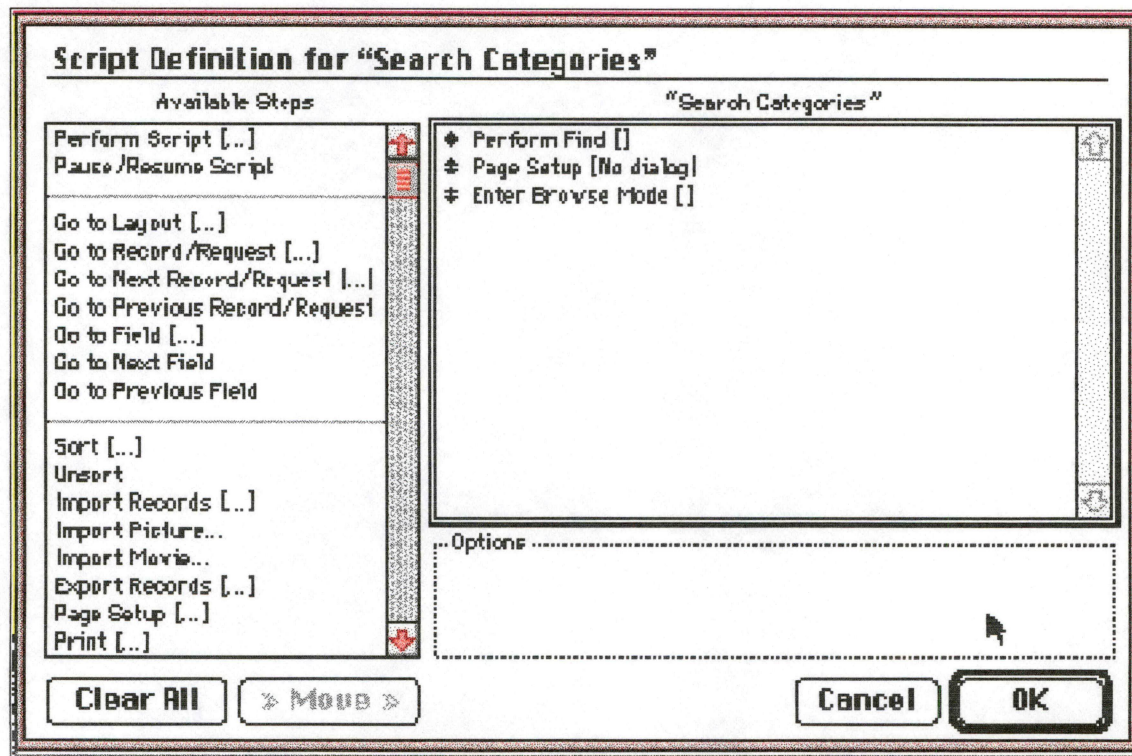 Script Definition for “Search Categories”
Available Steps
Perform Script [...]
Pause/Resume Script
Go to Layout [...]
Go to Record/Request [...]
Go to Next Record/Request [...]
Go to Previous Record/Request
Go to Field [...]
Go to Next Field
Go to Previous Field
Sort [...]
Unsort
Import Records [...]
Import Picture...
Import Movie...
Export Records [...]
Page Setup [...]
Print [...]
“Search Categories”
Perform Find []
Page Setup [No dialog]
Enter Browse Mode []
Options
Clear All
» Move »
Cancel
OK